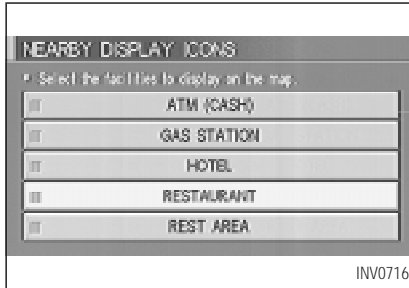 NEARBY DISPLAY ICONS
• Select the facilities to display on the map.
ATM (CASH)
GAS STATION
HOTEL
RESTAURANT
REST AREA
INV0716